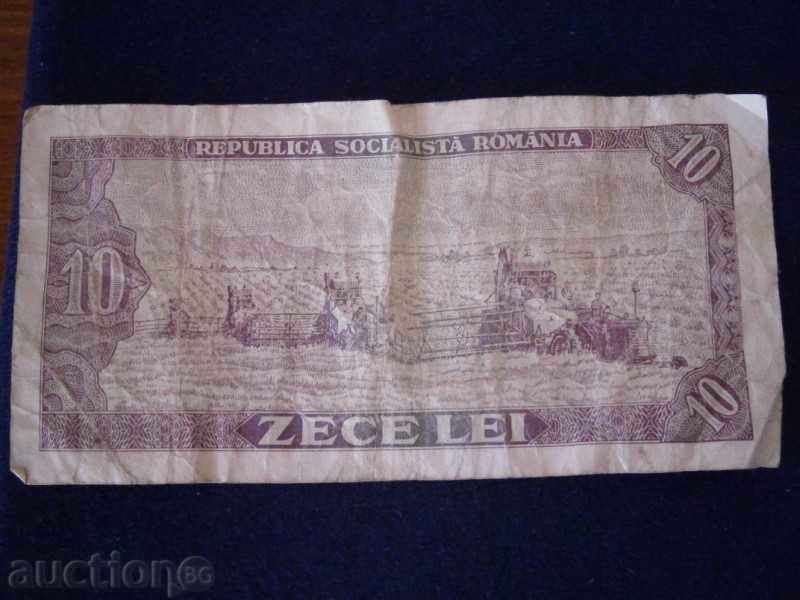 REPUBLICA SOCIALISTĂ ROMÂNIA
10
10
10
ZECE LEI
auction BG